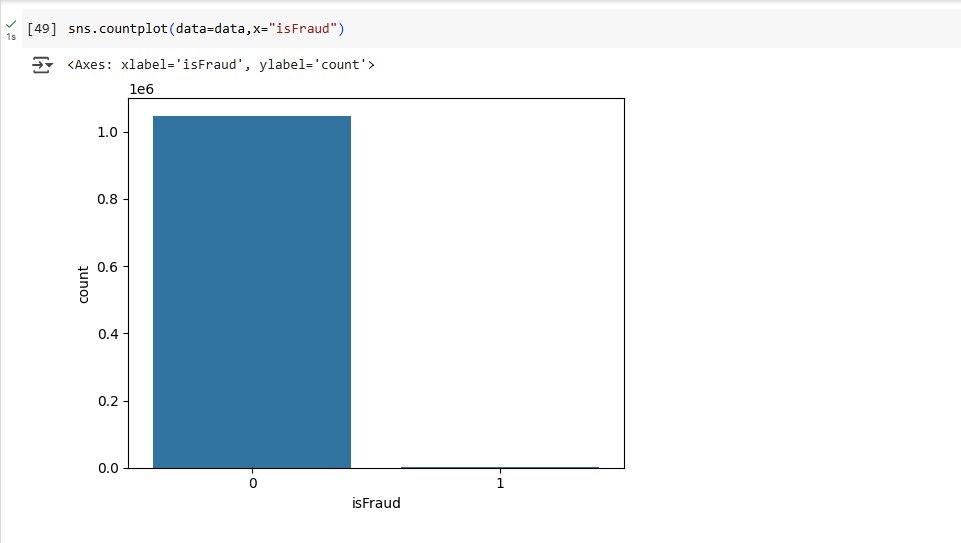 [49] sns.countplot(data=data,x="isFraud")
1s
<Axes: xlabel='isFraud', ylabel='count'>
1e6
1.0
0.8
0.6
0.4
0.2
0.0
count
0 1
isFraud